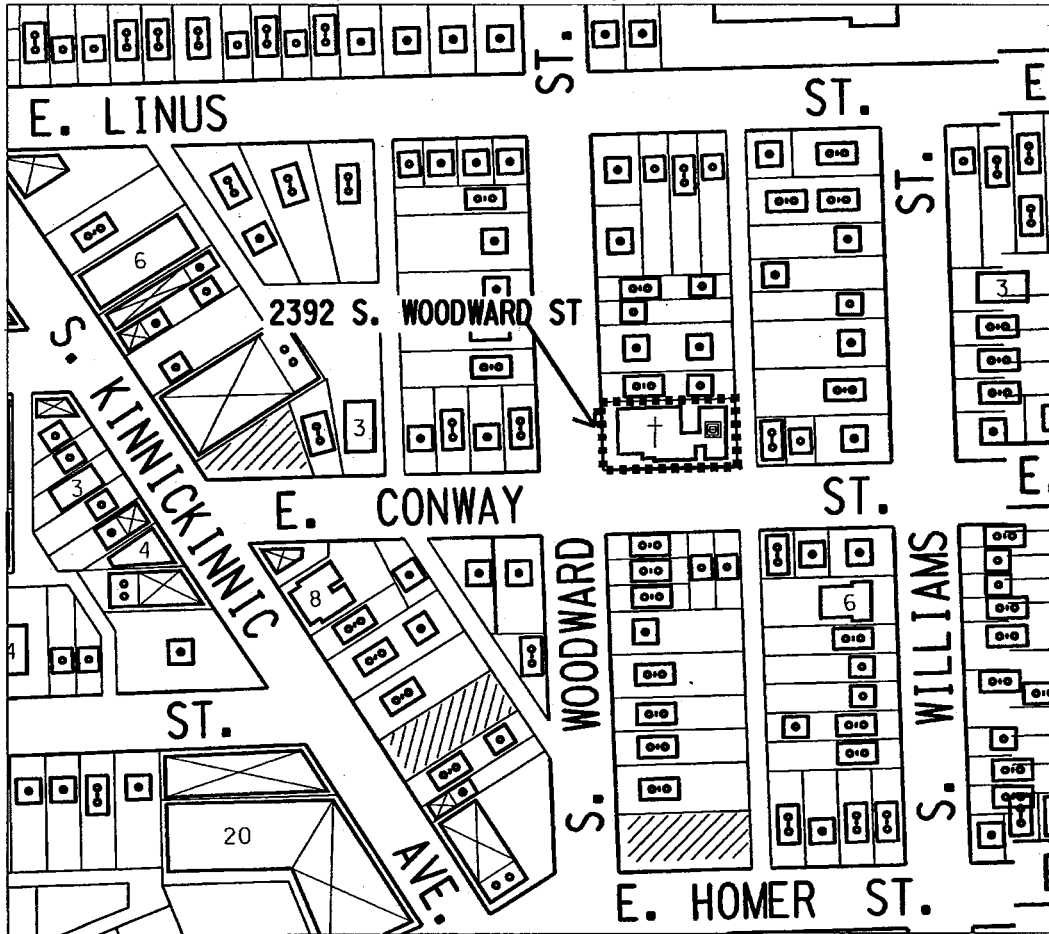 ST.
E. LINUS
ST.
E.
ST.
6
3
2392 S. WOODWARD ST
S. KINNICKINNIC
3
3
4
E. CONWAY
ST.
E.
8
6
4
WOODWARD
S.
S. WILLIAMS
ST.
20
AVE.
E. HOMER ST.